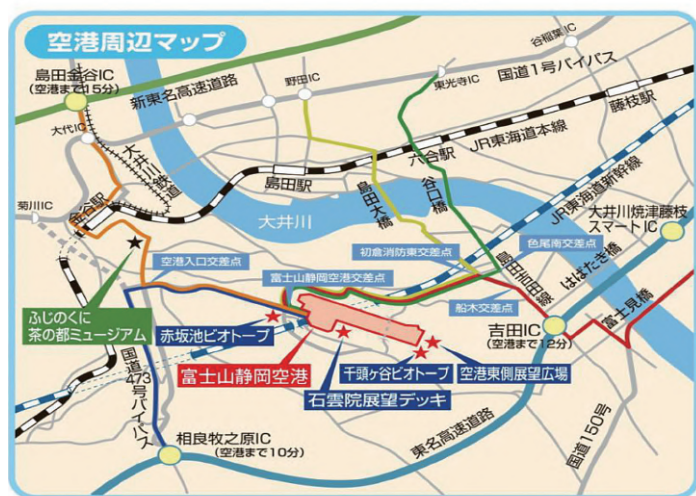 空港周辺マップ
島田金谷IC
(空港まで15分)
新東名高速道路
野田IC
東光寺IC
谷稲葉IC
国道1号バイパス
大代IC
大井川鉄道
島田駅
六合駅
JR東海道本線
藤枝駅
菊川IC
金谷駅
大井川
島田大橋
谷口橋
JR東海道新幹線
大井川焼津藤枝
スマートIC
空港入口交差点
初倉消防東交差点
色尾南交差点
富士山静岡空港交差点
島田吉田線
はばたき橋
船木交差点
富士見橋
ふじのくに
茶の都ミュージアム
赤坂池ビオトープ
吉田IC
(空港まで12分)
富士山静岡空港
千頭ヶ谷ビオトープ
空港東側展望広場
石雲院展望デッキ
国道473号バイパス
相良牧之原IC
(空港まで10分)
東名高速道路
国道150号